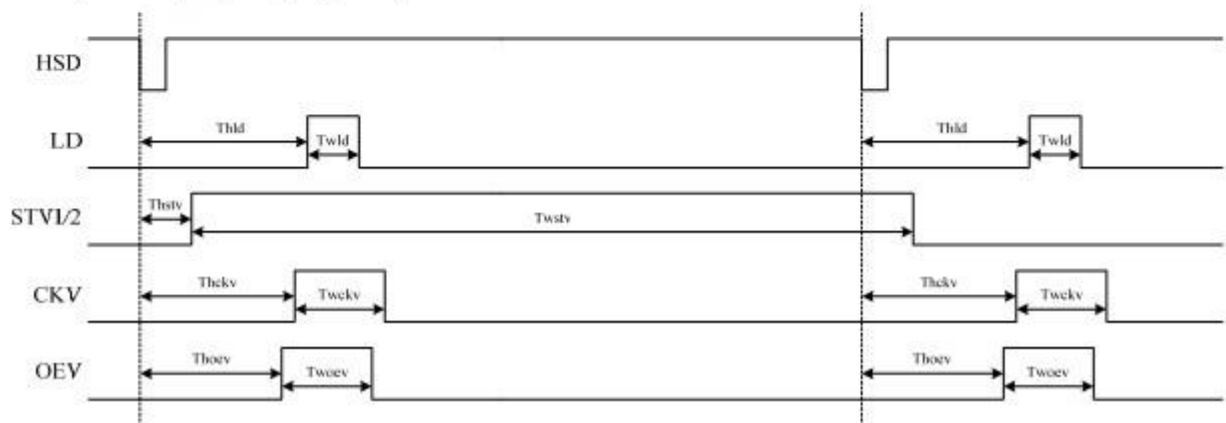 HSD
LD
Thld
Twld
Thld
Twld
STV1/2
Thstv
Twstv
CKV
Thckv
Twckv
Thckv
Twckv
OEV
Thoev
Twoev
Thoev
Twoev